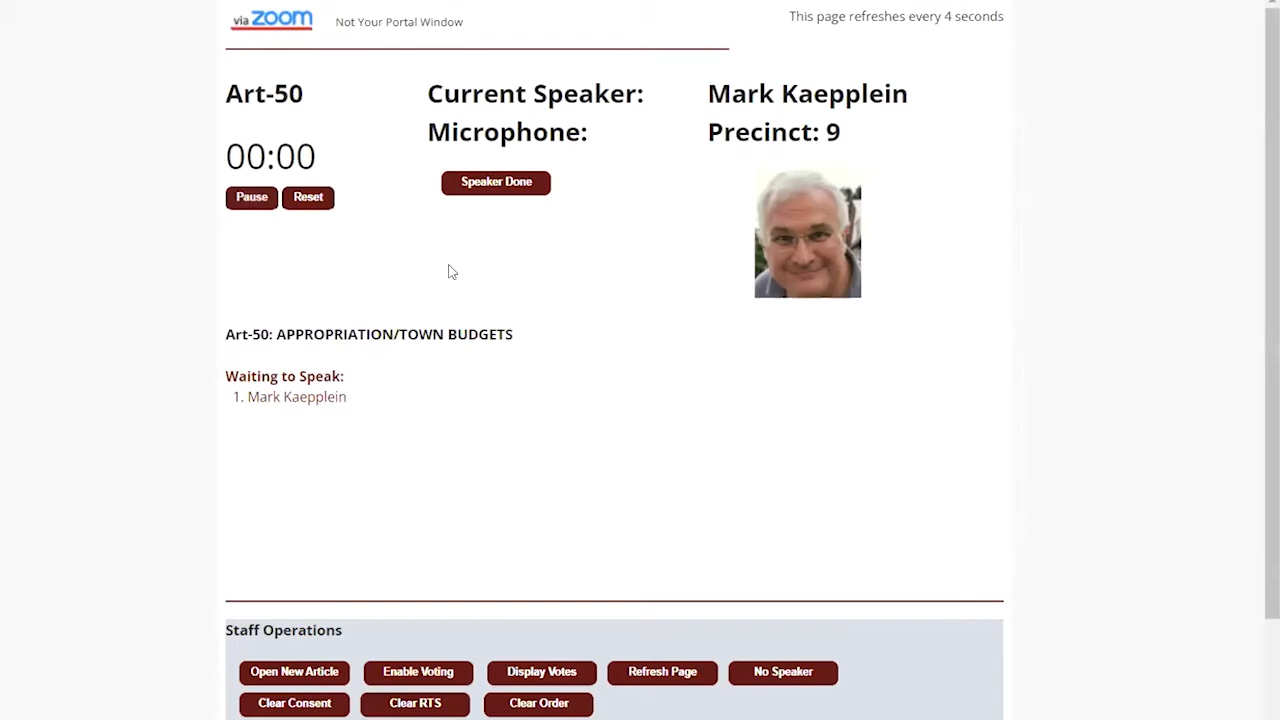 via zoom
Not Your Portal Window
This page refreshes every 4 seconds
Art-50
Current Speaker:
Mark Kaepplein
Microphone:
Precinct: 9
00:00
Pause
Reset
Speaker Done
Art-50: APPROPRIATION/TOWN BUDGETS
Waiting to Speak:
1. Mark Kaepplein
Staff Operations
Open New Article
Enable Voting
Display Votes
Refresh Page
No Speaker
Clear Consent
Clear RTS
Clear Order